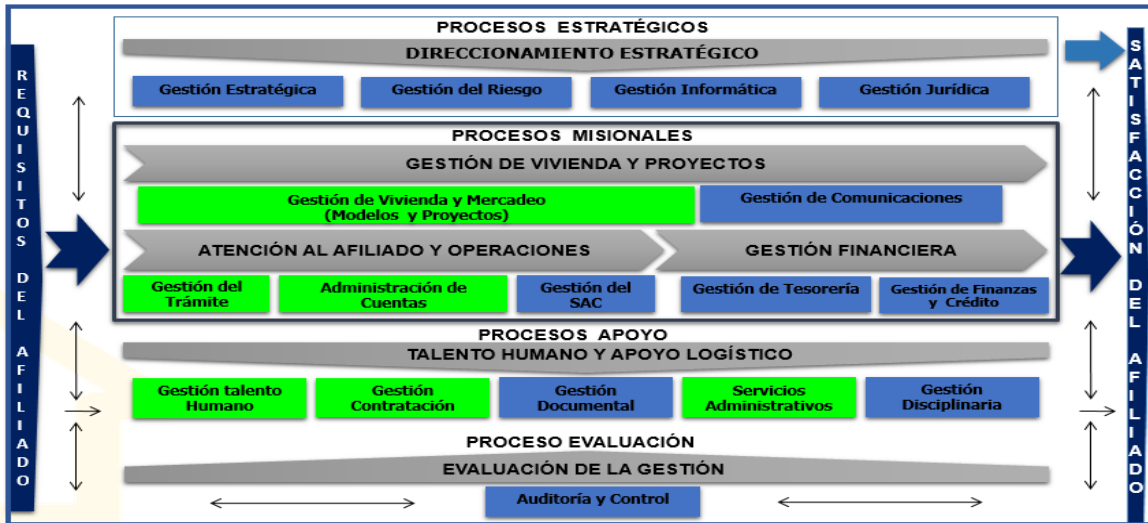 PROCESOS ESTRATÉGICOS
DIRECCIONAMIENTO ESTRATÉGICO
Gestión Estratégica
Gestión del Riesgo
Gestión Informática
Gestión Jurídica
REQUISITOS DEL AFILIADO
PROCESOS MISIONALES
GESTIÓN DE VIVIENDA Y PROYECTOS
Gestión de Vivienda y Mercadeo
(Modelos y Proyectos)
Gestión de Comunicaciones
ATENCIÓN AL AFILIADO Y OPERACIONES
GESTIÓN FINANCIERA
Gestión del
Trámite
Administración de
Cuentas
Gestión del
SAC
Gestión de Tesorería
Gestión de Finanzas
y Crédito
PROCESOS APOYO
TALENTO HUMANO Y APOYO LOGÍSTICO
Gestión talento
Humano
Gestión
Contratación
Gestión
Documental
Servicios
Administrativos
Gestión
Disciplinaria
PROCESO EVALUACIÓN
EVALUACIÓN DE LA GESTIÓN
Auditoría y Control
SATISFACCIÓN DEL AFILIADO